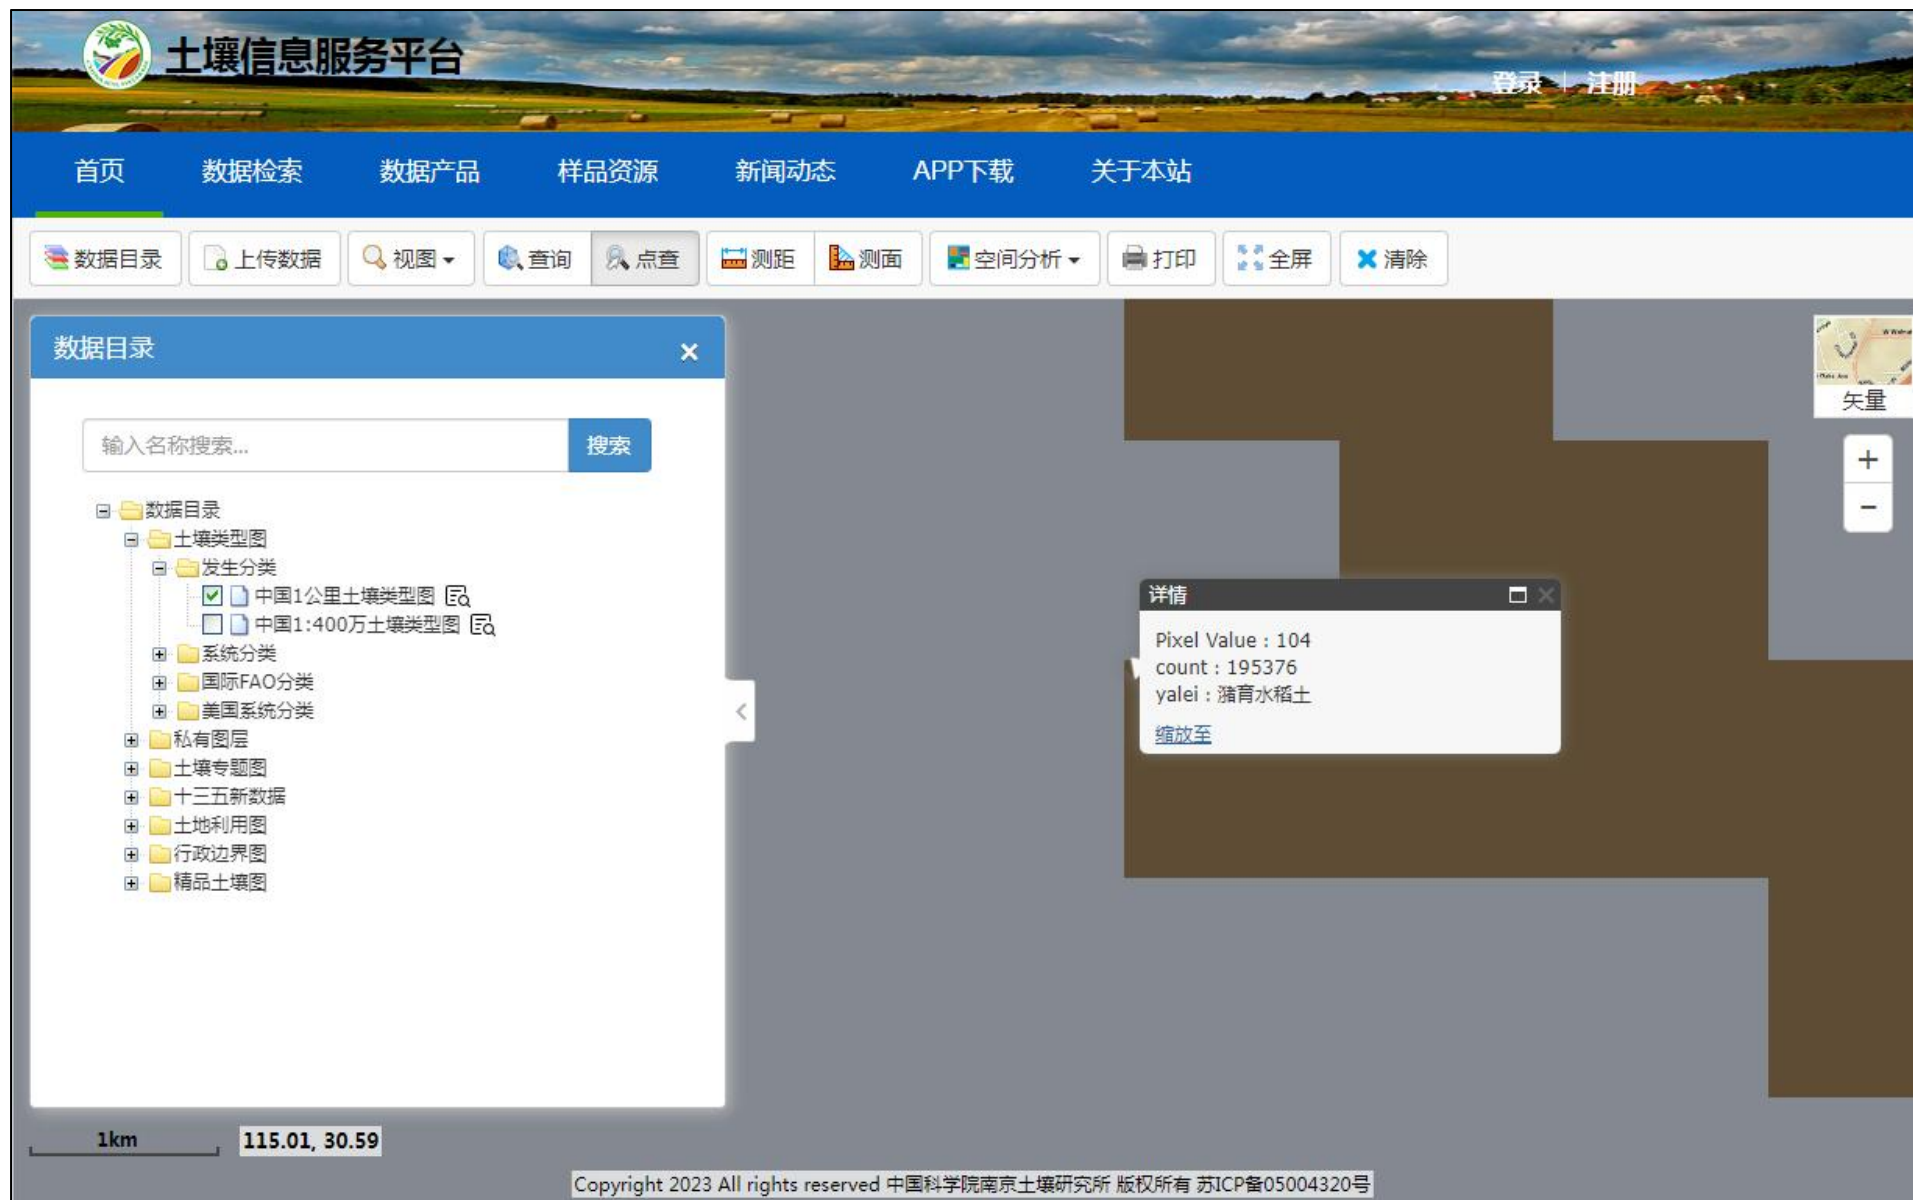 土壤信息服务平台
登录 | 注册
首页 数据检索 数据产品 样品资源 新闻动态 APP下载 关于本站
数据目录 上传数据 视图 查询 点查 测距 测面 空间分析 打印 全屏 清除
数据目录 ×
输入名称搜索... 搜索
数据目录
土壤类型图
发生分类
中国1公里土壤类型图
中国1:400万土壤类型图
系统分类
国际FAO分类
美国系统分类
私有图层
土壤专题图
十三五新数据
土地利用图
行政边界图
精品土壤图
矢量
+
−
详情
Pixel Value : 104
count : 195376
yalei : 潴育水稻土
缩放至
1km
115.01, 30.59
Copyright 2023 All rights reserved 中国科学院南京土壤研究所 版权所有 苏ICP备05004320号